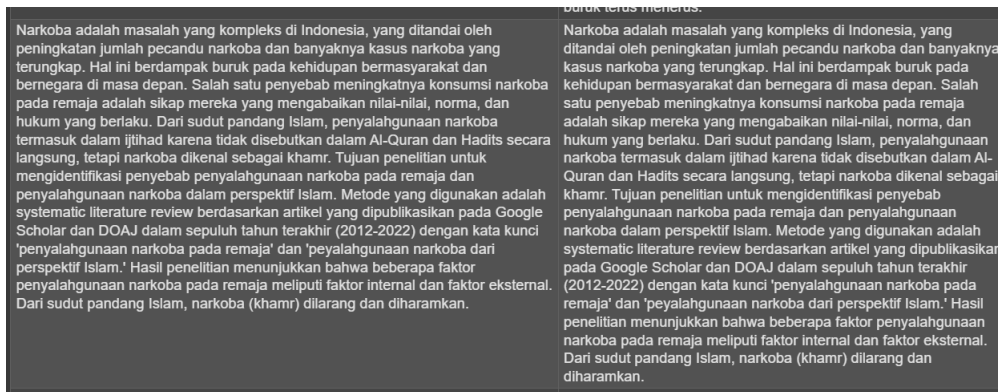 buruk terus menerus.
Narkoba adalah masalah yang kompleks di Indonesia, yang ditandai oleh
peningkatan jumlah pecandu narkoba dan banyaknya kasus narkoba yang
terungkap. Hal ini berdampak buruk pada kehidupan bermasyarakat dan
bernegara di masa depan. Salah satu penyebab meningkatnya konsumsi narkoba
pada remaja adalah sikap mereka yang mengabaikan nilai-nilai, norma, dan
hukum yang berlaku. Dari sudut pandang Islam, penyalahgunaan narkoba
termasuk dalam ijtihad karena tidak disebutkan dalam Al-Quran dan Hadits secara
langsung, tetapi narkoba dikenal sebagai khamr. Tujuan penelitian untuk
mengidentifikasi penyebab penyalahgunaan narkoba pada remaja dan
penyalahgunaan narkoba dalam perspektif Islam. Metode yang digunakan adalah
systematic literature review berdasarkan artikel yang dipublikasikan pada Google
Scholar dan DOAJ dalam sepuluh tahun terakhir (2012-2022) dengan kata kunci
'penyalahgunaan narkoba pada remaja' dan 'peyalahgunaan narkoba dari
perspektif Islam.' Hasil penelitian menunjukkan bahwa beberapa faktor
penyalahgunaan narkoba pada remaja meliputi faktor internal dan faktor eksternal.
Dari sudut pandang Islam, narkoba (khamr) dilarang dan diharamkan.
Narkoba adalah masalah yang kompleks di Indonesia, yang
ditandai oleh peningkatan jumlah pecandu narkoba dan banyaknya
kasus narkoba yang terungkap. Hal ini berdampak buruk pada
kehidupan bermasyarakat dan bernegara di masa depan. Salah
satu penyebab meningkatnya konsumsi narkoba pada remaja
adalah sikap mereka yang mengabaikan nilai-nilai, norma, dan
hukum yang berlaku. Dari sudut pandang Islam, penyalahgunaan
narkoba termasuk dalam ijtihad karena tidak disebutkan dalam Al-
Quran dan Hadits secara langsung, tetapi narkoba dikenal sebagai
khamr. Tujuan penelitian untuk mengidentifikasi penyebab
penyalahgunaan narkoba pada remaja dan penyalahgunaan
narkoba dalam perspektif Islam. Metode yang digunakan adalah
systematic literature review berdasarkan artikel yang dipublikasikan
pada Google Scholar dan DOAJ dalam sepuluh tahun terakhir
(2012-2022) dengan kata kunci 'penyalahgunaan narkoba pada
remaja' dan 'peyalahgunaan narkoba dari perspektif Islam.' Hasil
penelitian menunjukkan bahwa beberapa faktor penyalahgunaan
narkoba pada remaja meliputi faktor internal dan faktor eksternal.
Dari sudut pandang Islam, narkoba (khamr) dilarang dan
diharamkan.